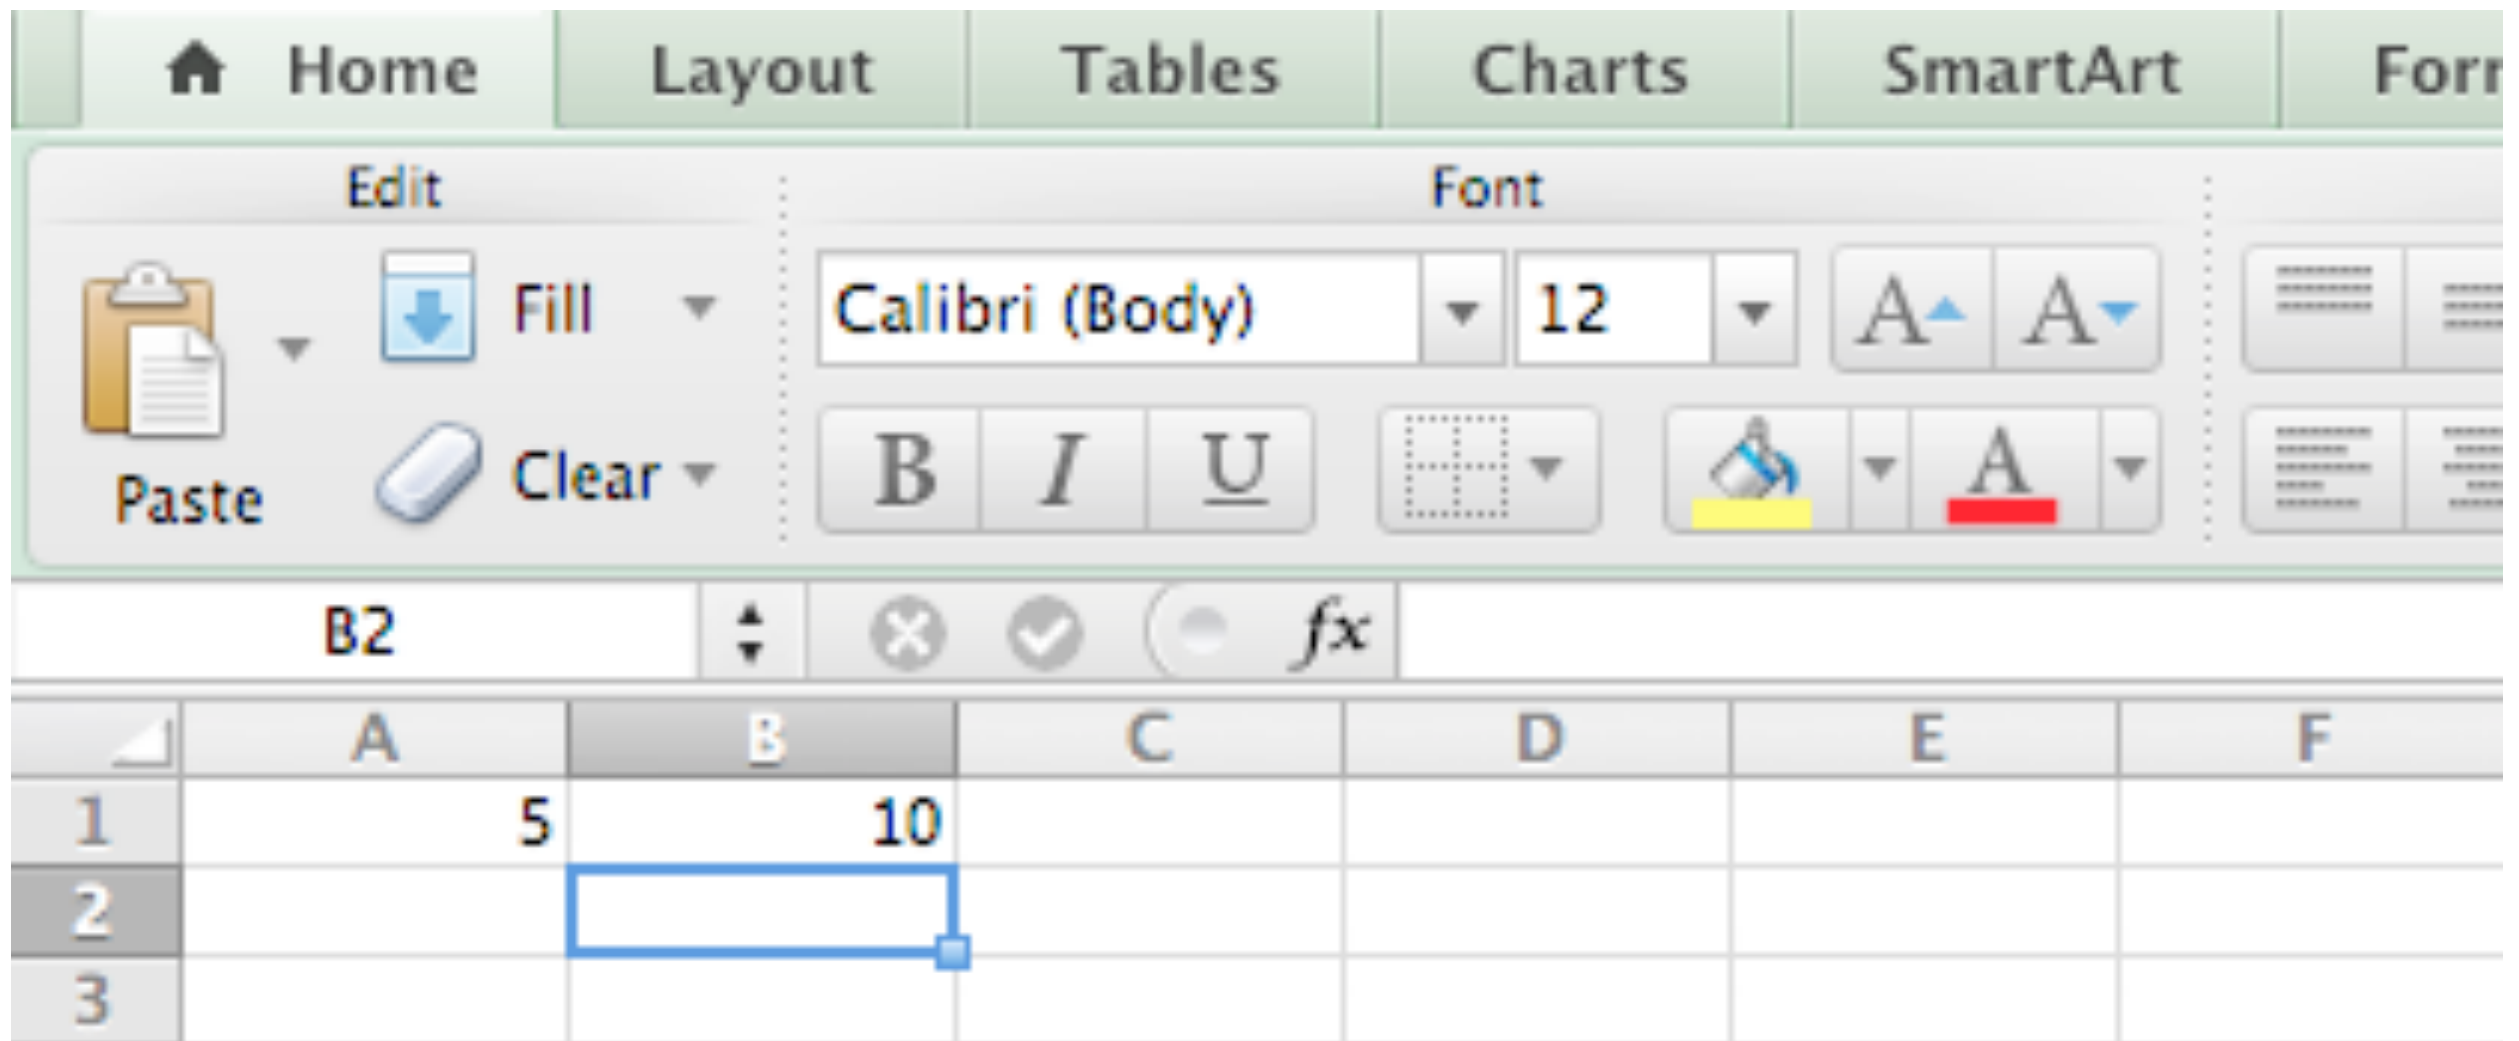 Home Layout Tables Charts SmartArt
Edit Font
Fill Calibri (Body) 12 A A
Paste Clear B I U A
B2 fx
A B C D E F
1 5 10
2
3